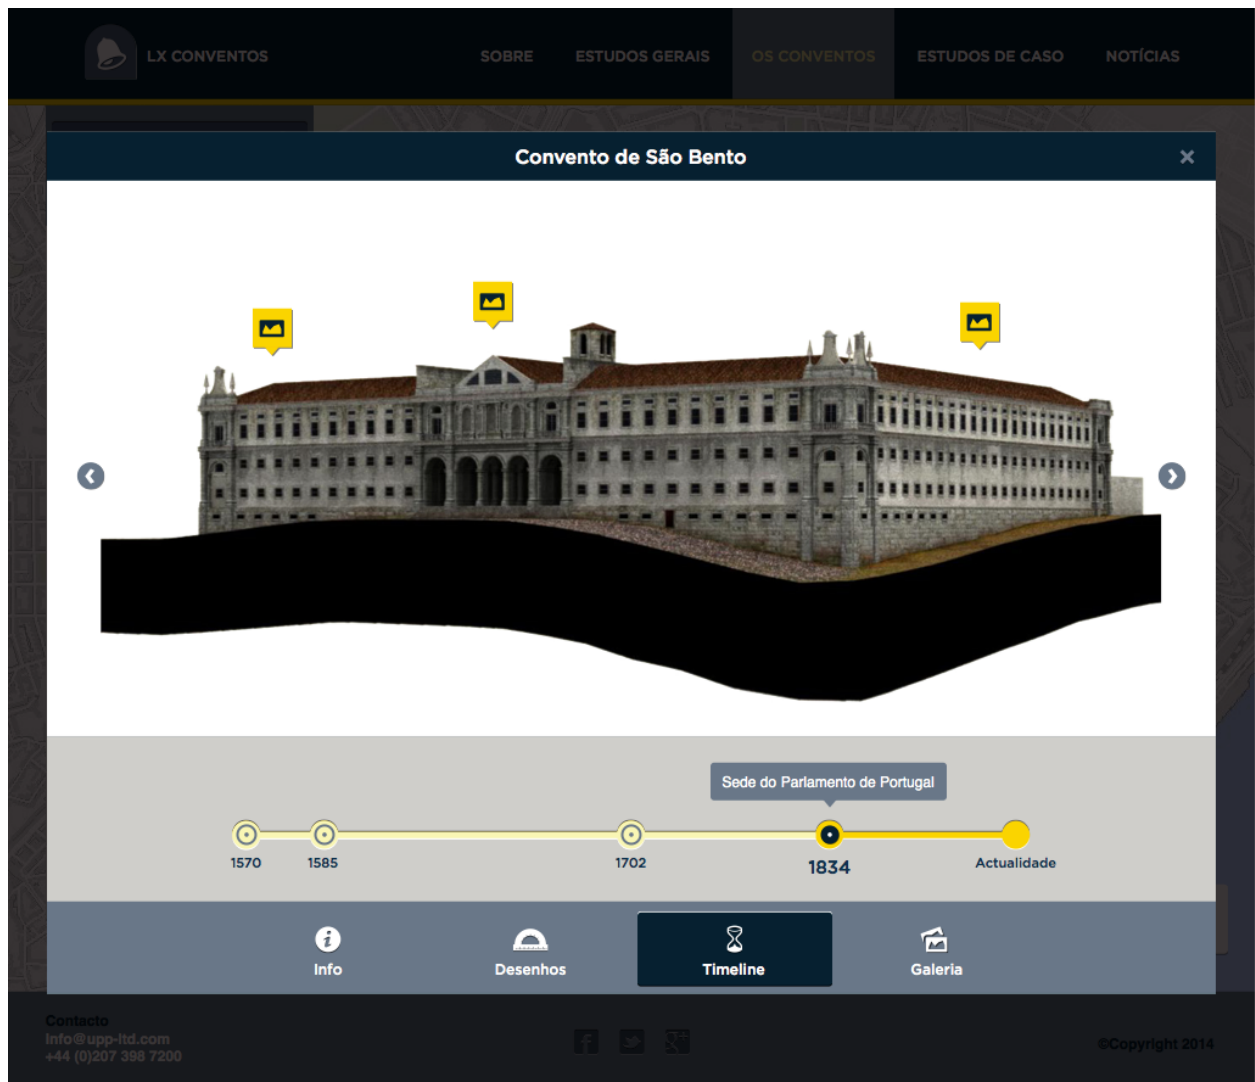 LX CONVENTOS
SOBRE
ESTUDOS GERAIS
OS CONVENTOS
ESTUDOS DE CASO
NOTÍCIAS
Convento de São Bento
Sede do Parlamento de Portugal
1570
1585
1702
1834
Actualidade
Info
Desenhos
Timeline
Galeria
Contacto
Info@upp-ltd.com
+44 (0)207 398 7200
©Copyright 2014